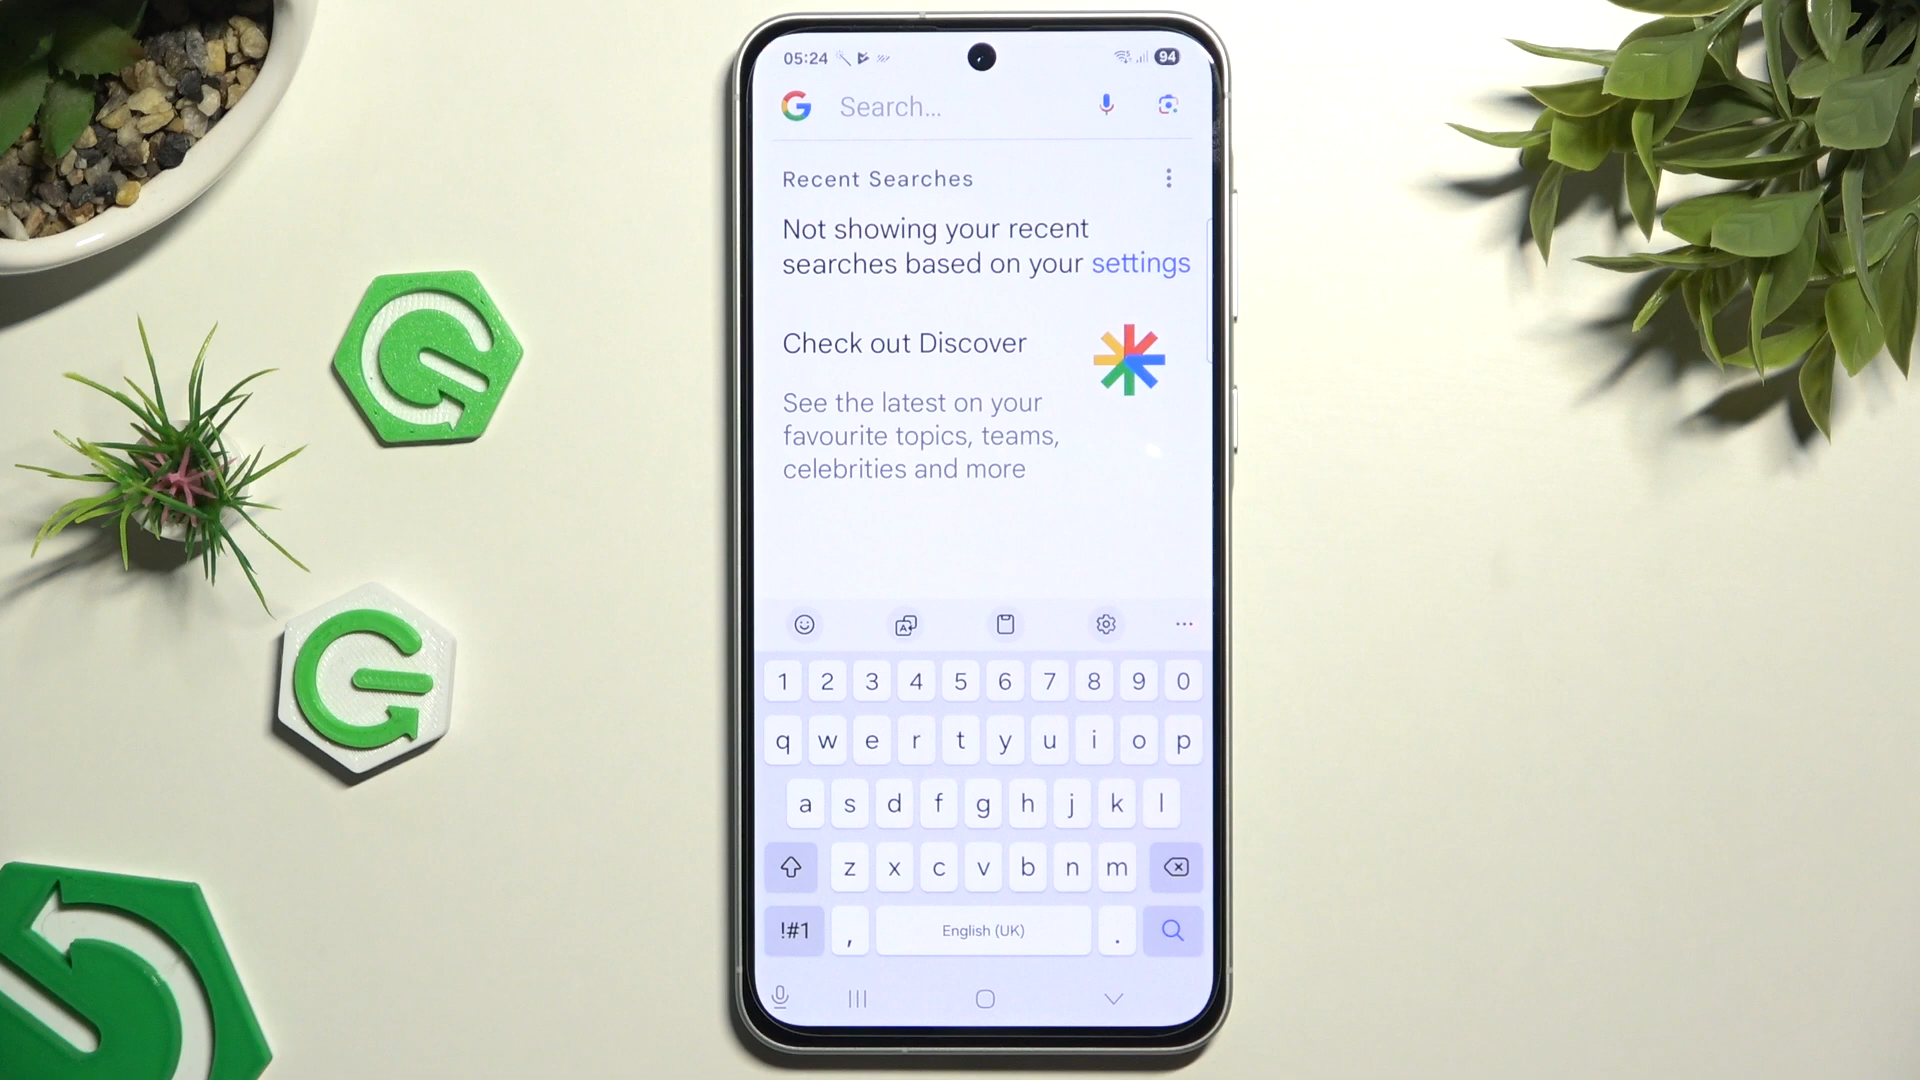 05:24
94
Search...
Recent Searches
Not showing your recent
searches based on your settings
Check out Discover
See the latest on your
favourite topics, teams,
celebrities and more
1 2 3 4 5 6 7 8 9 0
q w e r t y u i o p
a s d f g h j k l
z x c v b n m
!#1 , English (UK) .